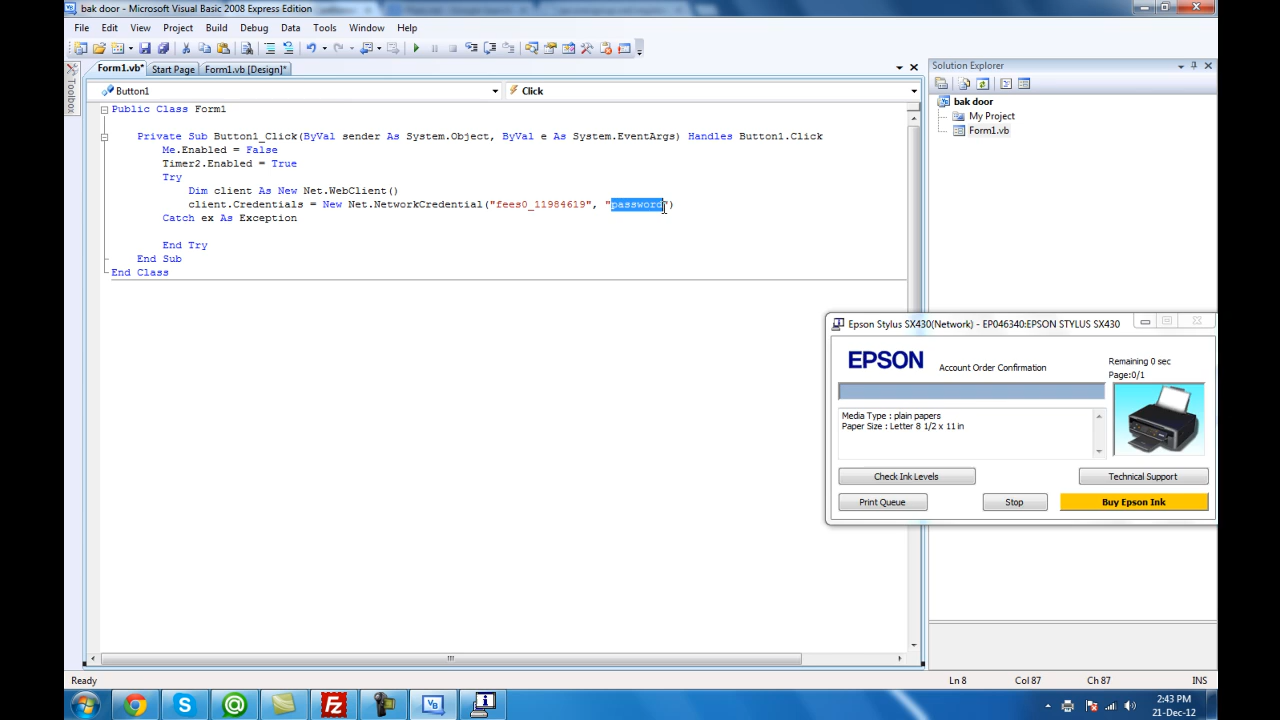 bak door - Microsoft Visual Basic 2008 Express Edition
File Edit View Project Build Debug Data Tools Window Help
Form1.vb* Start Page Form1.vb [Design]*
Toolbox
Button1 Click
Public Class Form1
Private Sub Button1_Click(ByVal sender As System.Object, ByVal e As System.EventArgs) Handles Button1.Click
Me.Enabled = False
Timer2.Enabled = True
Try
Dim client As New Net.WebClient()
client.Credentials = New Net.NetworkCredential("fees0_11984619", "password")
Catch ex As Exception
End Try
End Sub
End Class
Solution Explorer
bak door
My Project
Form1.vb
Epson Stylus SX430(Network) - EP046340:EPSON STYLUS SX430
EPSON
Account Order Confirmation
Remaining 0 sec
Page:0/1
Media Type : plain papers
Paper Size : Letter 8 1/2 x 11 in
Check Ink Levels Technical Support
Print Queue Stop Buy Epson Ink
Ready Ln 8 Col 87 Ch 87 INS
2:43 PM
21-Dec-12